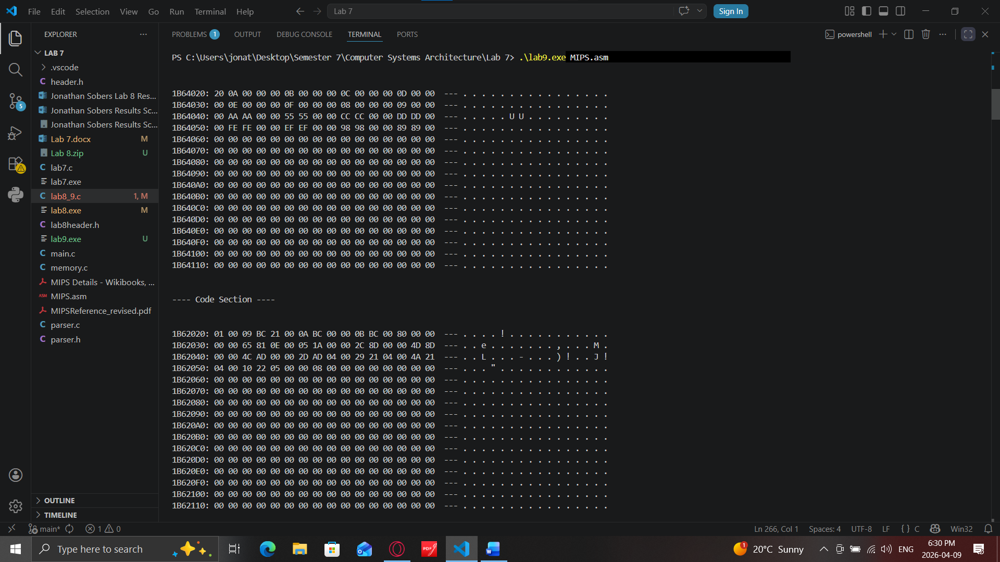 File Edit Selection View Go Run Terminal Help
Lab 7
Sign In
EXPLORER
LAB 7
.vscode
C header.h
Jonathan Sobers Lab 8 Res...
Jonathan Sobers Results Sc...
Jonathan Sobers Results Sc...
Lab 7.docx M
Lab 8.zip U
C lab7.c
lab7.exe
C lab8_9.c 1, M
lab8.exe M
C lab8header.h
lab9.exe U
C main.c
C memory.c
MIPS Details - Wikibooks, ...
ASM MIPS.asm
MIPSReference_revised.pdf
C parser.c
C parser.h
OUTLINE
TIMELINE
5
PROBLEMS 1 OUTPUT DEBUG CONSOLE TERMINAL PORTS
powershell
PS C:\Users\jonat\Desktop\Semester 7\Computer Systems Architecture\Lab 7> .\lab9.exe MIPS.asm
1B64020: 20 0A 00 00 00 0B 00 00 00 0C 00 00 00 0D 00 00 --- . . . . . . . . . . . . . . . .
1B64030: 00 0E 00 00 00 0F 00 00 00 08 00 00 00 09 00 00 --- . . . . . . . . . . . . . . . .
1B64040: 00 AA AA 00 00 55 55 00 00 CC CC 00 00 DD DD 00 --- . . . . . U U . . . . . . . . .
1B64050: 00 FE FE 00 00 EF EF 00 00 98 98 00 00 89 89 00 --- . . . . . . . . . . . . . . . .
1B64060: 00 00 00 00 00 00 00 00 00 00 00 00 00 00 00 00 --- . . . . . . . . . . . . . . . .
1B64070: 00 00 00 00 00 00 00 00 00 00 00 00 00 00 00 00 --- . . . . . . . . . . . . . . . .
1B64080: 00 00 00 00 00 00 00 00 00 00 00 00 00 00 00 00 --- . . . . . . . . . . . . . . . .
1B64090: 00 00 00 00 00 00 00 00 00 00 00 00 00 00 00 00 --- . . . . . . . . . . . . . . . .
1B640A0: 00 00 00 00 00 00 00 00 00 00 00 00 00 00 00 00 --- . . . . . . . . . . . . . . . .
1B640B0: 00 00 00 00 00 00 00 00 00 00 00 00 00 00 00 00 --- . . . . . . . . . . . . . . . .
1B640C0: 00 00 00 00 00 00 00 00 00 00 00 00 00 00 00 00 --- . . . . . . . . . . . . . . . .
1B640D0: 00 00 00 00 00 00 00 00 00 00 00 00 00 00 00 00 --- . . . . . . . . . . . . . . . .
1B640E0: 00 00 00 00 00 00 00 00 00 00 00 00 00 00 00 00 --- . . . . . . . . . . . . . . . .
1B640F0: 00 00 00 00 00 00 00 00 00 00 00 00 00 00 00 00 --- . . . . . . . . . . . . . . . .
1B64100: 00 00 00 00 00 00 00 00 00 00 00 00 00 00 00 00 --- . . . . . . . . . . . . . . . .
1B64110: 00 00 00 00 00 00 00 00 00 00 00 00 00 00 00 00 --- . . . . . . . . . . . . . . . .
---- Code Section ----
1B62020: 01 00 09 BC 21 00 0A BC 00 00 0B BC 00 80 00 00 --- . . . . ! . . . . . . . . . . .
1B62030: 00 00 65 81 0E 00 05 1A 00 00 2C 8D 00 00 4D 8D --- . . e . . . . . . . , . . . M .
1B62040: 00 00 4C AD 00 00 2D AD 04 00 29 21 04 00 4A 21 --- . . L . . . - . . . ) ! . . J !
1B62050: 04 00 10 22 05 00 00 08 00 00 00 00 00 00 00 00 --- . . . " . . . . . . . . . . . .
1B62060: 00 00 00 00 00 00 00 00 00 00 00 00 00 00 00 00 --- . . . . . . . . . . . . . . . .
1B62070: 00 00 00 00 00 00 00 00 00 00 00 00 00 00 00 00 --- . . . . . . . . . . . . . . . .
1B62080: 00 00 00 00 00 00 00 00 00 00 00 00 00 00 00 00 --- . . . . . . . . . . . . . . . .
1B62090: 00 00 00 00 00 00 00 00 00 00 00 00 00 00 00 00 --- . . . . . . . . . . . . . . . .
1B620A0: 00 00 00 00 00 00 00 00 00 00 00 00 00 00 00 00 --- . . . . . . . . . . . . . . . .
1B620B0: 00 00 00 00 00 00 00 00 00 00 00 00 00 00 00 00 --- . . . . . . . . . . . . . . . .
1B620C0: 00 00 00 00 00 00 00 00 00 00 00 00 00 00 00 00 --- . . . . . . . . . . . . . . . .
1B620D0: 00 00 00 00 00 00 00 00 00 00 00 00 00 00 00 00 --- . . . . . . . . . . . . . . . .
1B620E0: 00 00 00 00 00 00 00 00 00 00 00 00 00 00 00 00 --- . . . . . . . . . . . . . . . .
1B620F0: 00 00 00 00 00 00 00 00 00 00 00 00 00 00 00 00 --- . . . . . . . . . . . . . . . .
1B62100: 00 00 00 00 00 00 00 00 00 00 00 00 00 00 00 00 --- . . . . . . . . . . . . . . . .
1B62110: 00 00 00 00 00 00 00 00 00 00 00 00 00 00 00 00 --- . . . . . . . . . . . . . . . .
main* 1 0
Ln 266, Col 1 Spaces: 4 UTF-8 LF { } C Win32
Type here to search
PDF
1
20°C Sunny
ENG
6:30 PM
2026-04-09